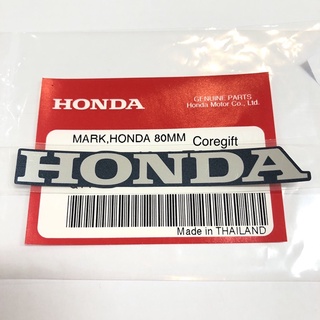 HONDA
GENUINE PARTS
Honda Motor Co., Ltd.
MARK,HONDA 80MM
Coregift
HONDA
Made in THAILAND